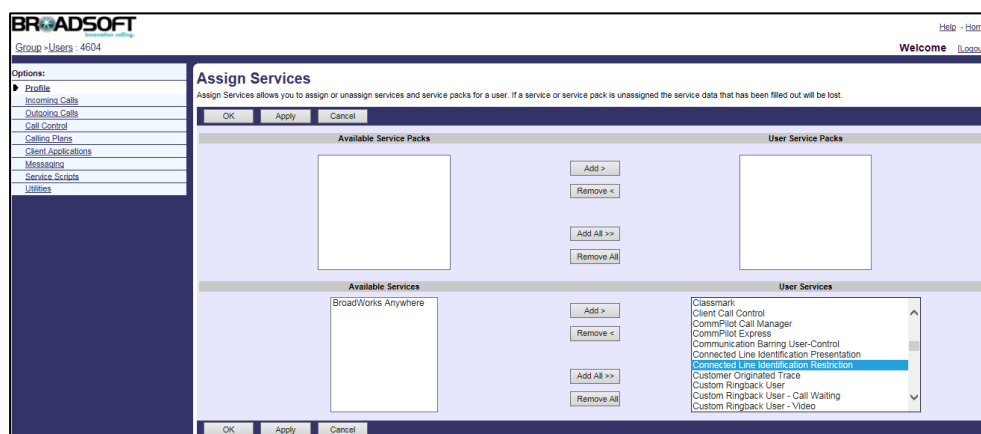 BROADSOFT
innovation calling.
Help - Hom
Group >Users : 4604
Welcome [Logou
Options:
Profile
Incoming Calls
Outgoing Calls
Call Control
Calling Plans
Client Applications
Messaging
Service Scripts
Utilities
Assign Services
Assign Services allows you to assign or unassign services and service packs for a user. If a service or service pack is unassigned the service data that has been filled out will be lost.
OK Apply Cancel
Available Service Packs User Service Packs
Add >
Remove <
Add All >>
Remove All
Available Services User Services
BroadWorks Anywhere
Add >
Remove <
Add All >>
Remove All
Classmark
Client Call Control
CommPilot Call Manager
CommPilot Express
Communication Barring User-Control
Connected Line Identification Presentation
Connected Line Identification Restriction
Customer Originated Trace
Custom Ringback User
Custom Ringback User - Call Waiting
Custom Ringback User - Video
OK Apply Cancel